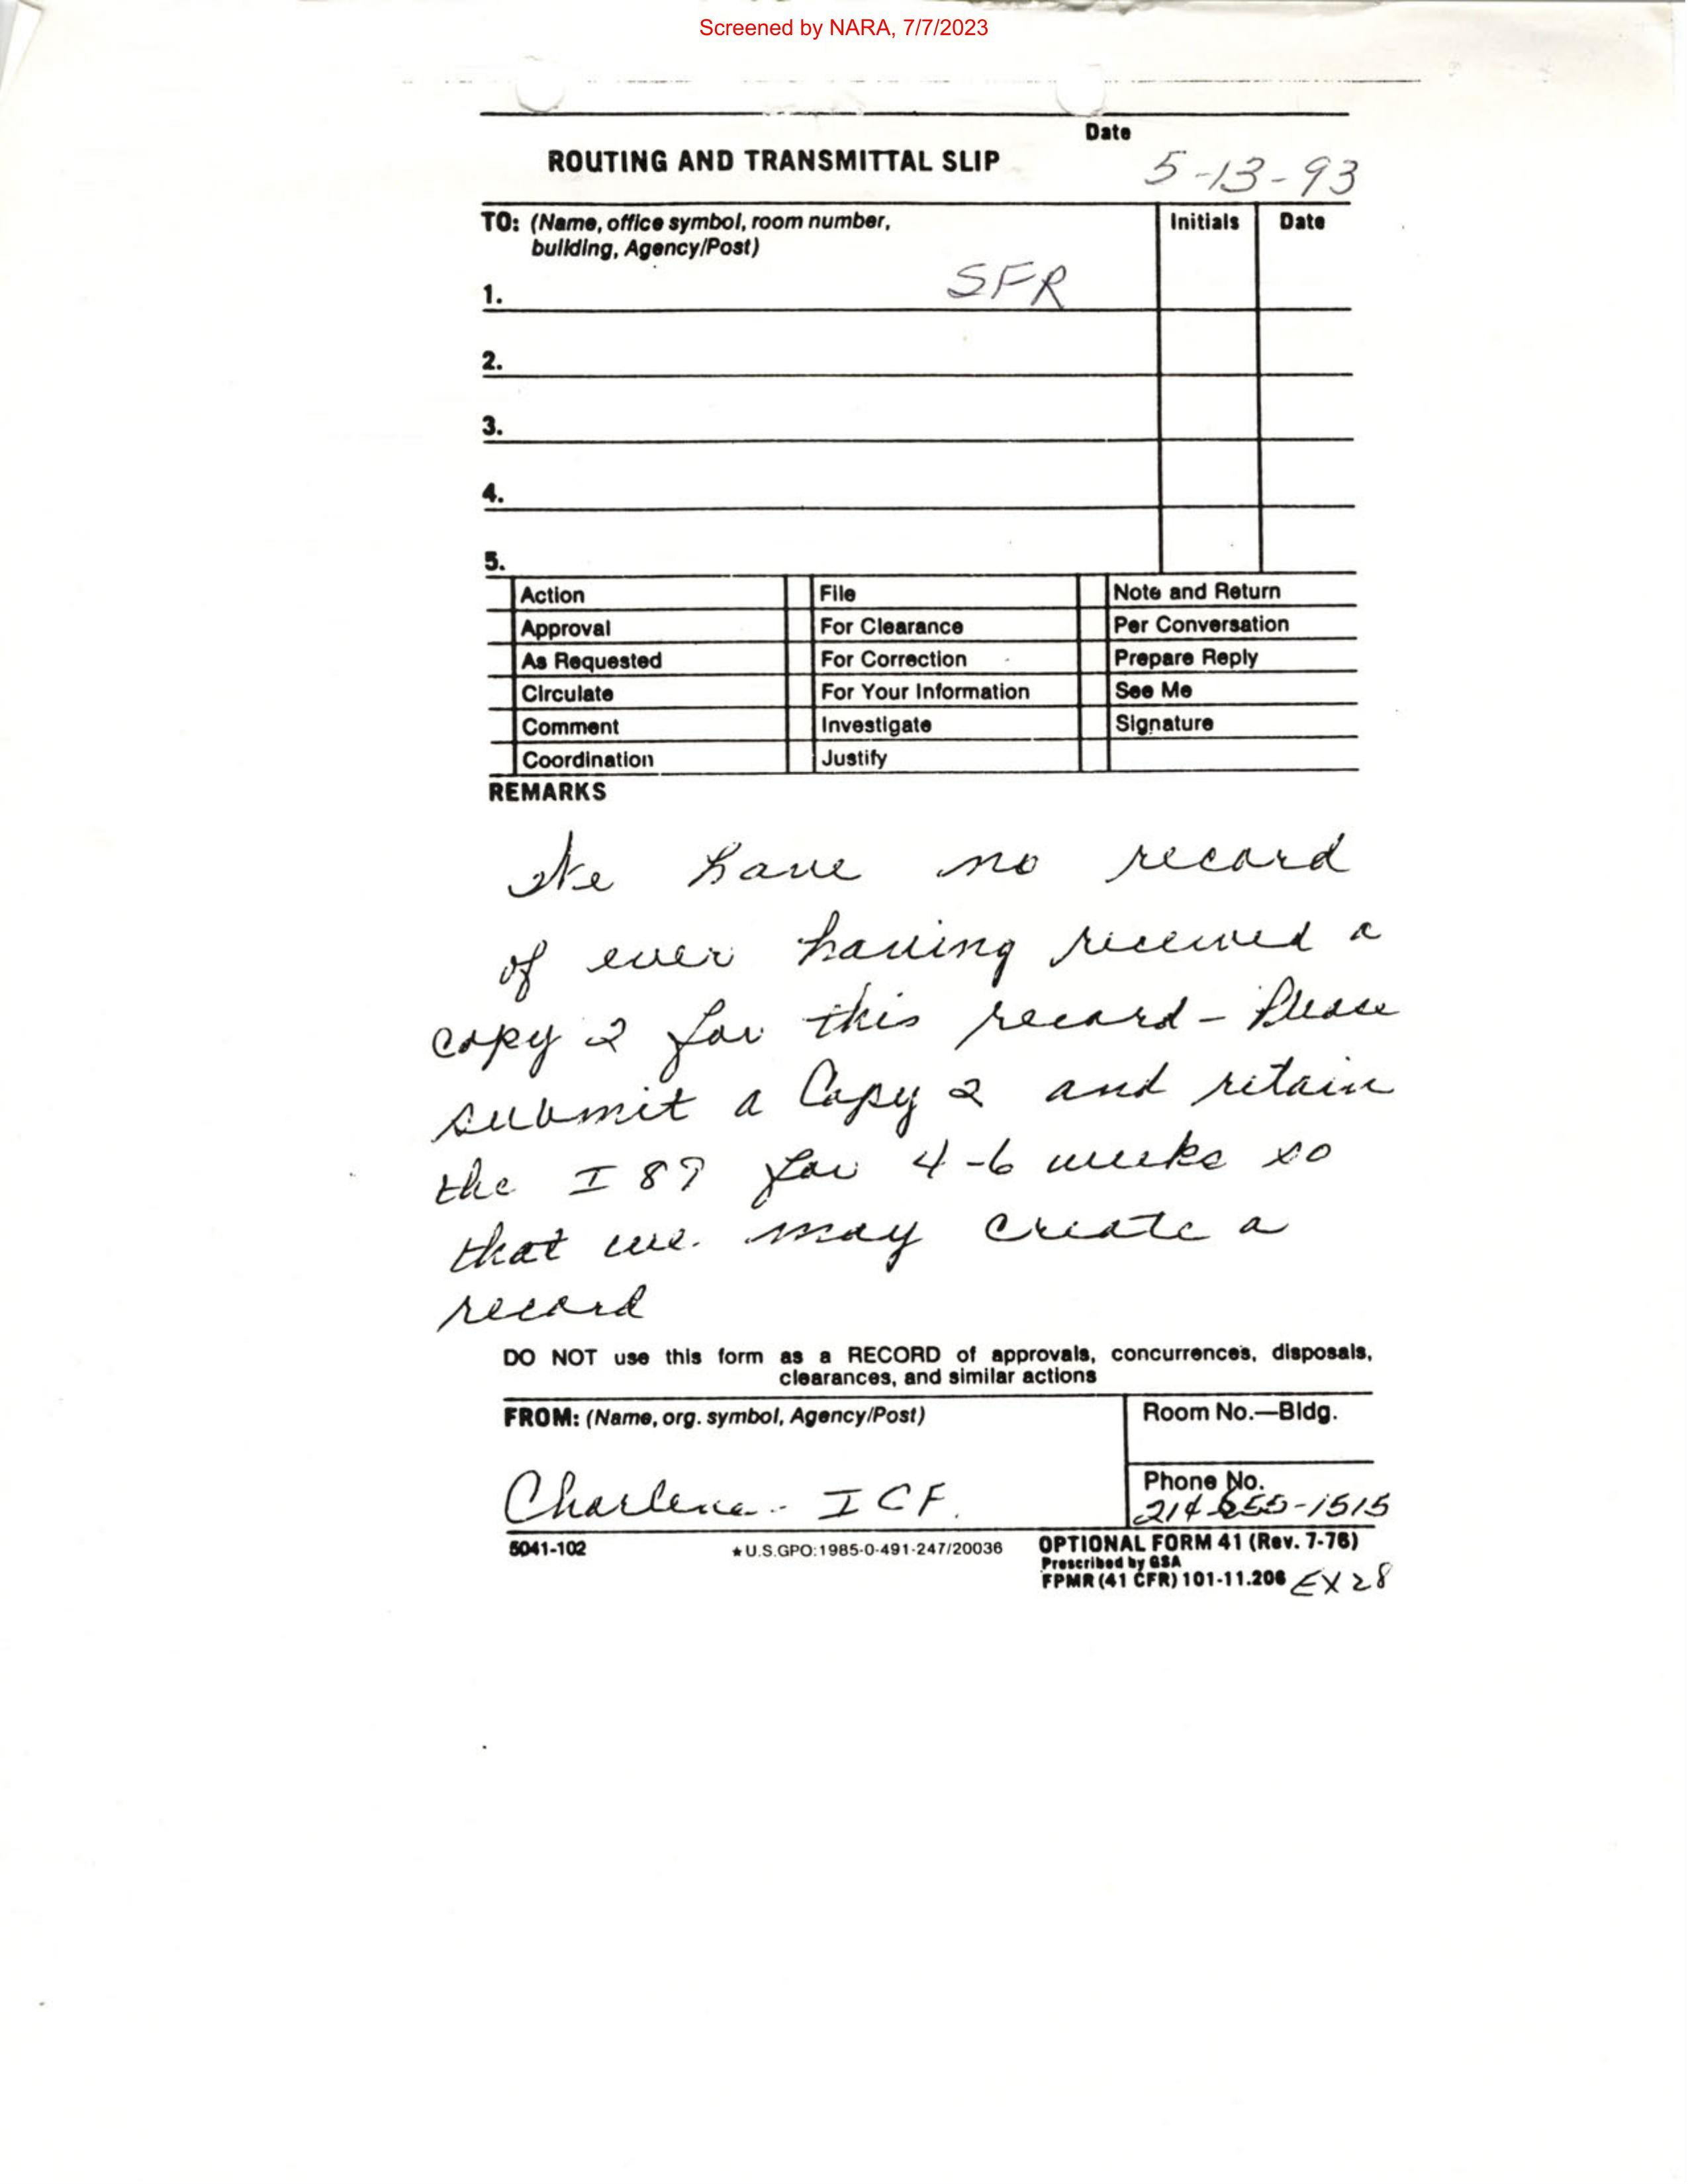 Screened by NARA, 7/7/2023
Date
ROUTING AND TRANSMITTAL SLIP
5-13-93
TO: (Name, office symbol, room number, Initials Date
building, Agency/Post)
1. SFR
2.
3.
4.
5.
Action File Note and Return
Approval For Clearance Per Conversation
As Requested For Correction Prepare Reply
Circulate For Your Information See Me
Comment Investigate Signature
Coordination Justify
REMARKS
We have no record
of ever having received a
copy 2 for this record - Please
submit a Copy 2 and retain
the I 89 for 4-6 weeks so
that we may create a
record
DO NOT use this form as a RECORD of approvals, concurrences, disposals,
clearances, and similar actions
FROM: (Name, org. symbol, Agency/Post) Room No.—Bldg.
Phone No.
Charlene - ICF. 214-655-1515
5041-102 ★ U.S.GPO:1985-0-491-247/20036 OPTIONAL FORM 41 (Rev. 7-76)
Prescribed by GSA
FPMR (41 CFR) 101-11.206 EX 28